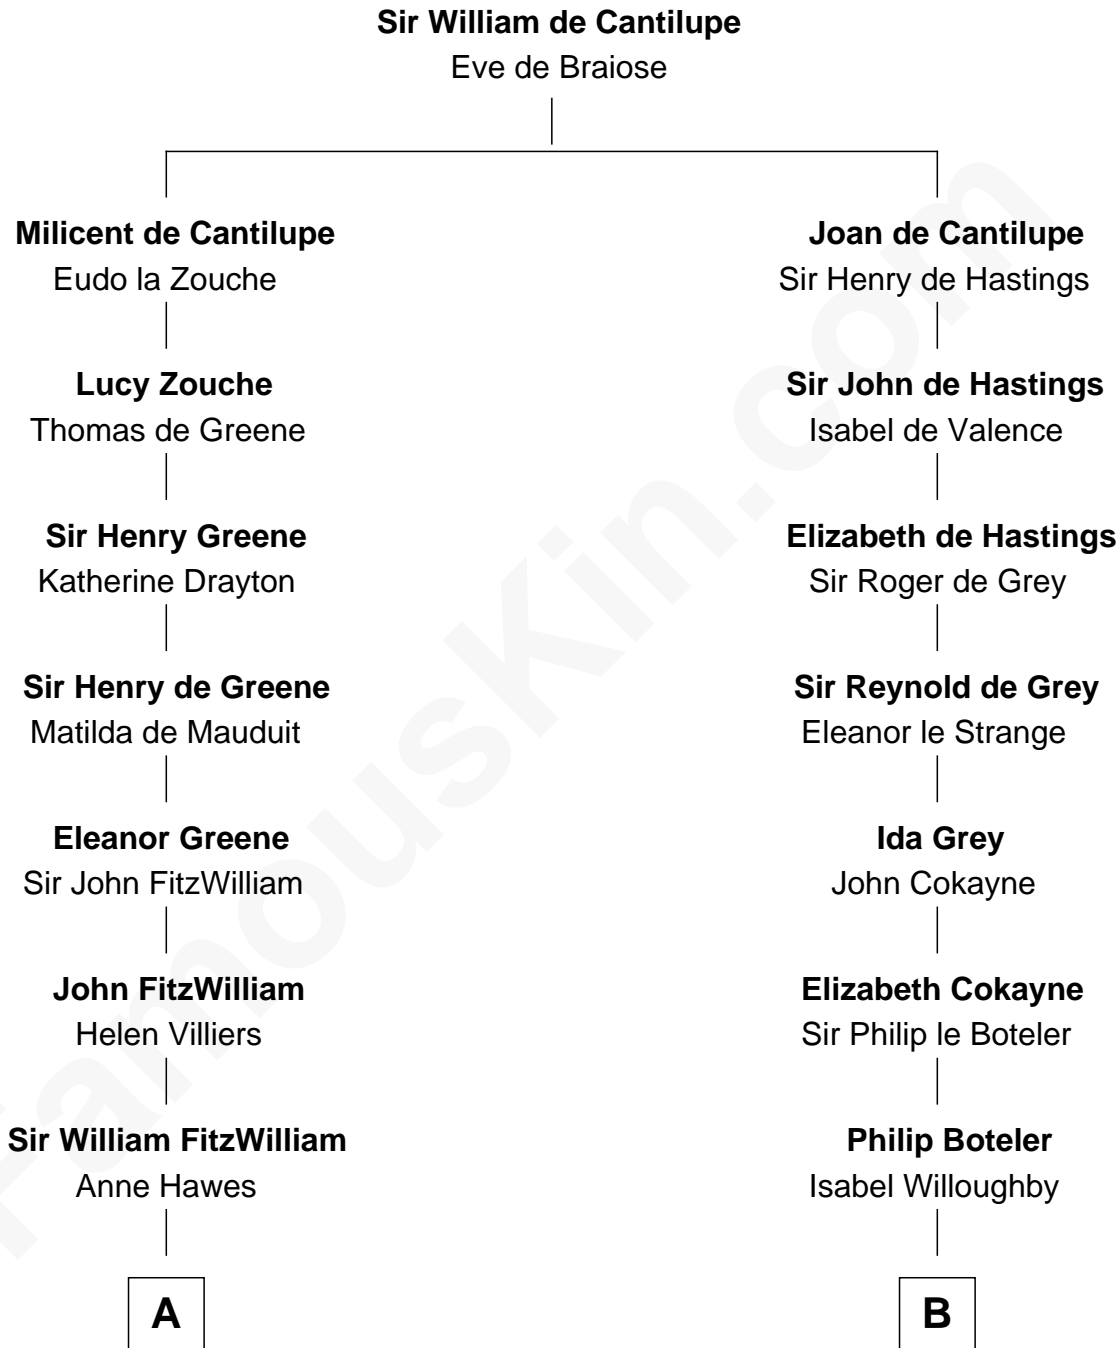 Sir William de Cantilupe
Eve de Braiose
Milicent de Cantilupe
Eudo la Zouche
Joan de Cantilupe
Sir Henry de Hastings
Lucy Zouche
Thomas de Greene
Sir John de Hastings
Isabel de Valence
Sir Henry Greene
Katherine Drayton
Elizabeth de Hastings
Sir Roger de Grey
Sir Henry de Greene
Matilda de Mauduit
Sir Reynold de Grey
Eleanor le Strange
Eleanor Greene
Sir John FitzWilliam
Ida Grey
John Cokayne
John FitzWilliam
Helen Villiers
Elizabeth Cokayne
Sir Philip le Boteler
Sir William FitzWilliam
Anne Hawes
Philip Boteler
Isabel Willoughby
A
B
FamousKin.com